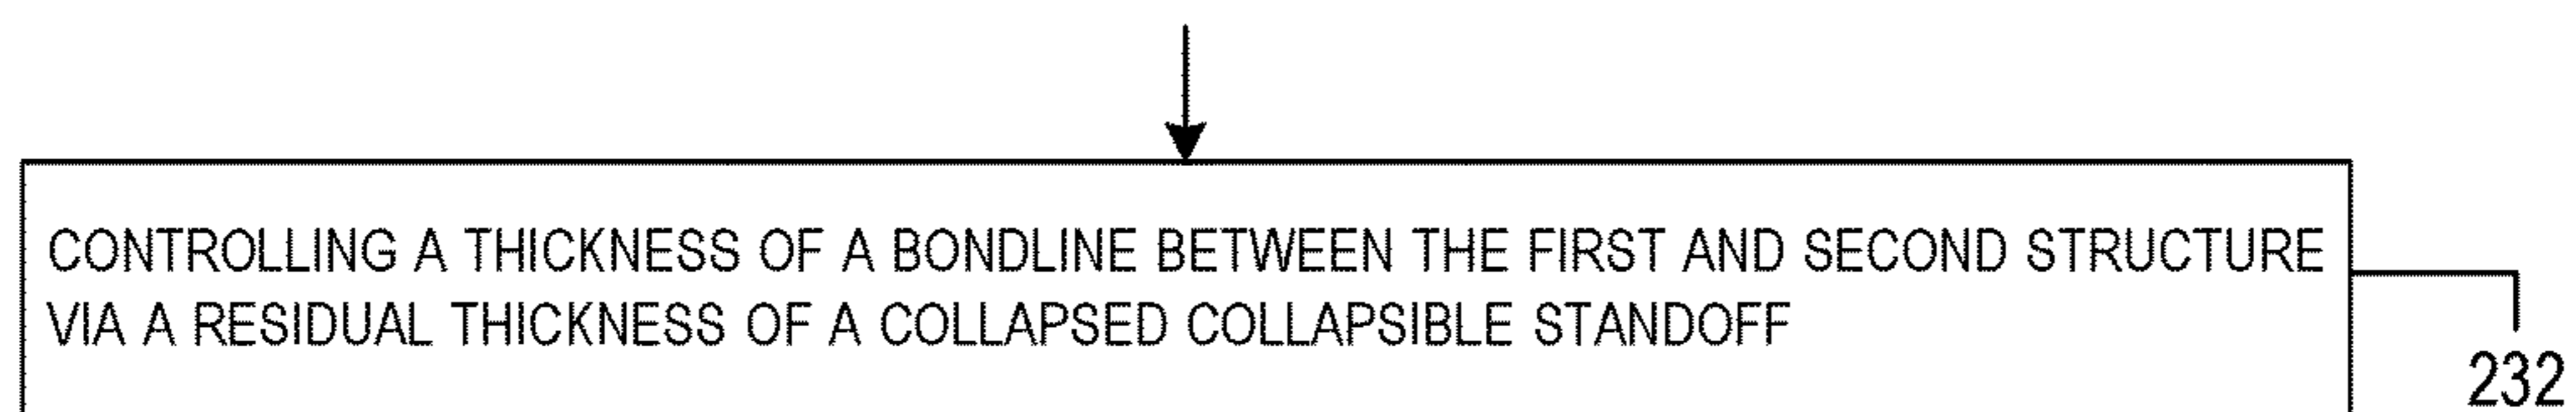 CONTROLLING A THICKNESS OF A BONDLINE BETWEEN THE FIRST AND SECOND STRUCTURE
VIA A RESIDUAL THICKNESS OF A COLLAPSED COLLAPSIBLE STANDOFF
232